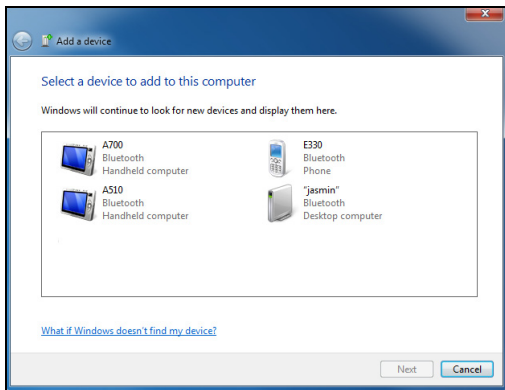 Add a device
Select a device to add to this computer
Windows will continue to look for new devices and display them here.
A700
Bluetooth
Handheld computer
E330
Bluetooth
Phone
A510
Bluetooth
Handheld computer
"jasmin"
Bluetooth
Desktop computer
What if Windows doesn't find my device?
Next Cancel